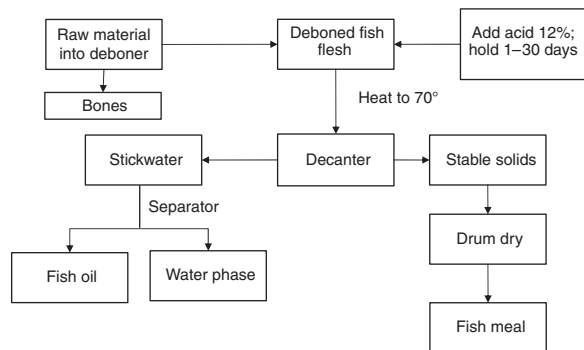 Raw material
into deboner
Deboned fish
flesh
Add acid 12%;
hold 1–30 days
Bones
Heat to 70°
Stickwater
Decanter
Stable solids
Separator
Fish oil
Water phase
Drum dry
Fish meal